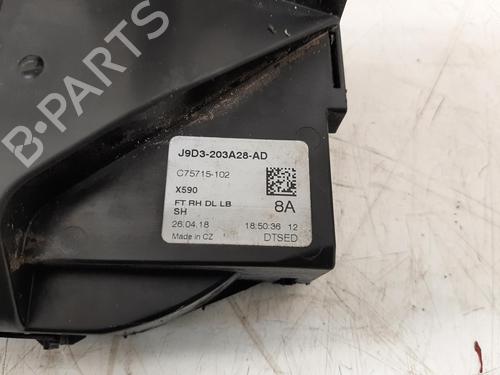 B-PARTS
J9D3-203A28-AD
C75715-102
X590
FT RH DL LB
SH
8A
26.04.18 18:50:36 12
Made in CZ DTSED